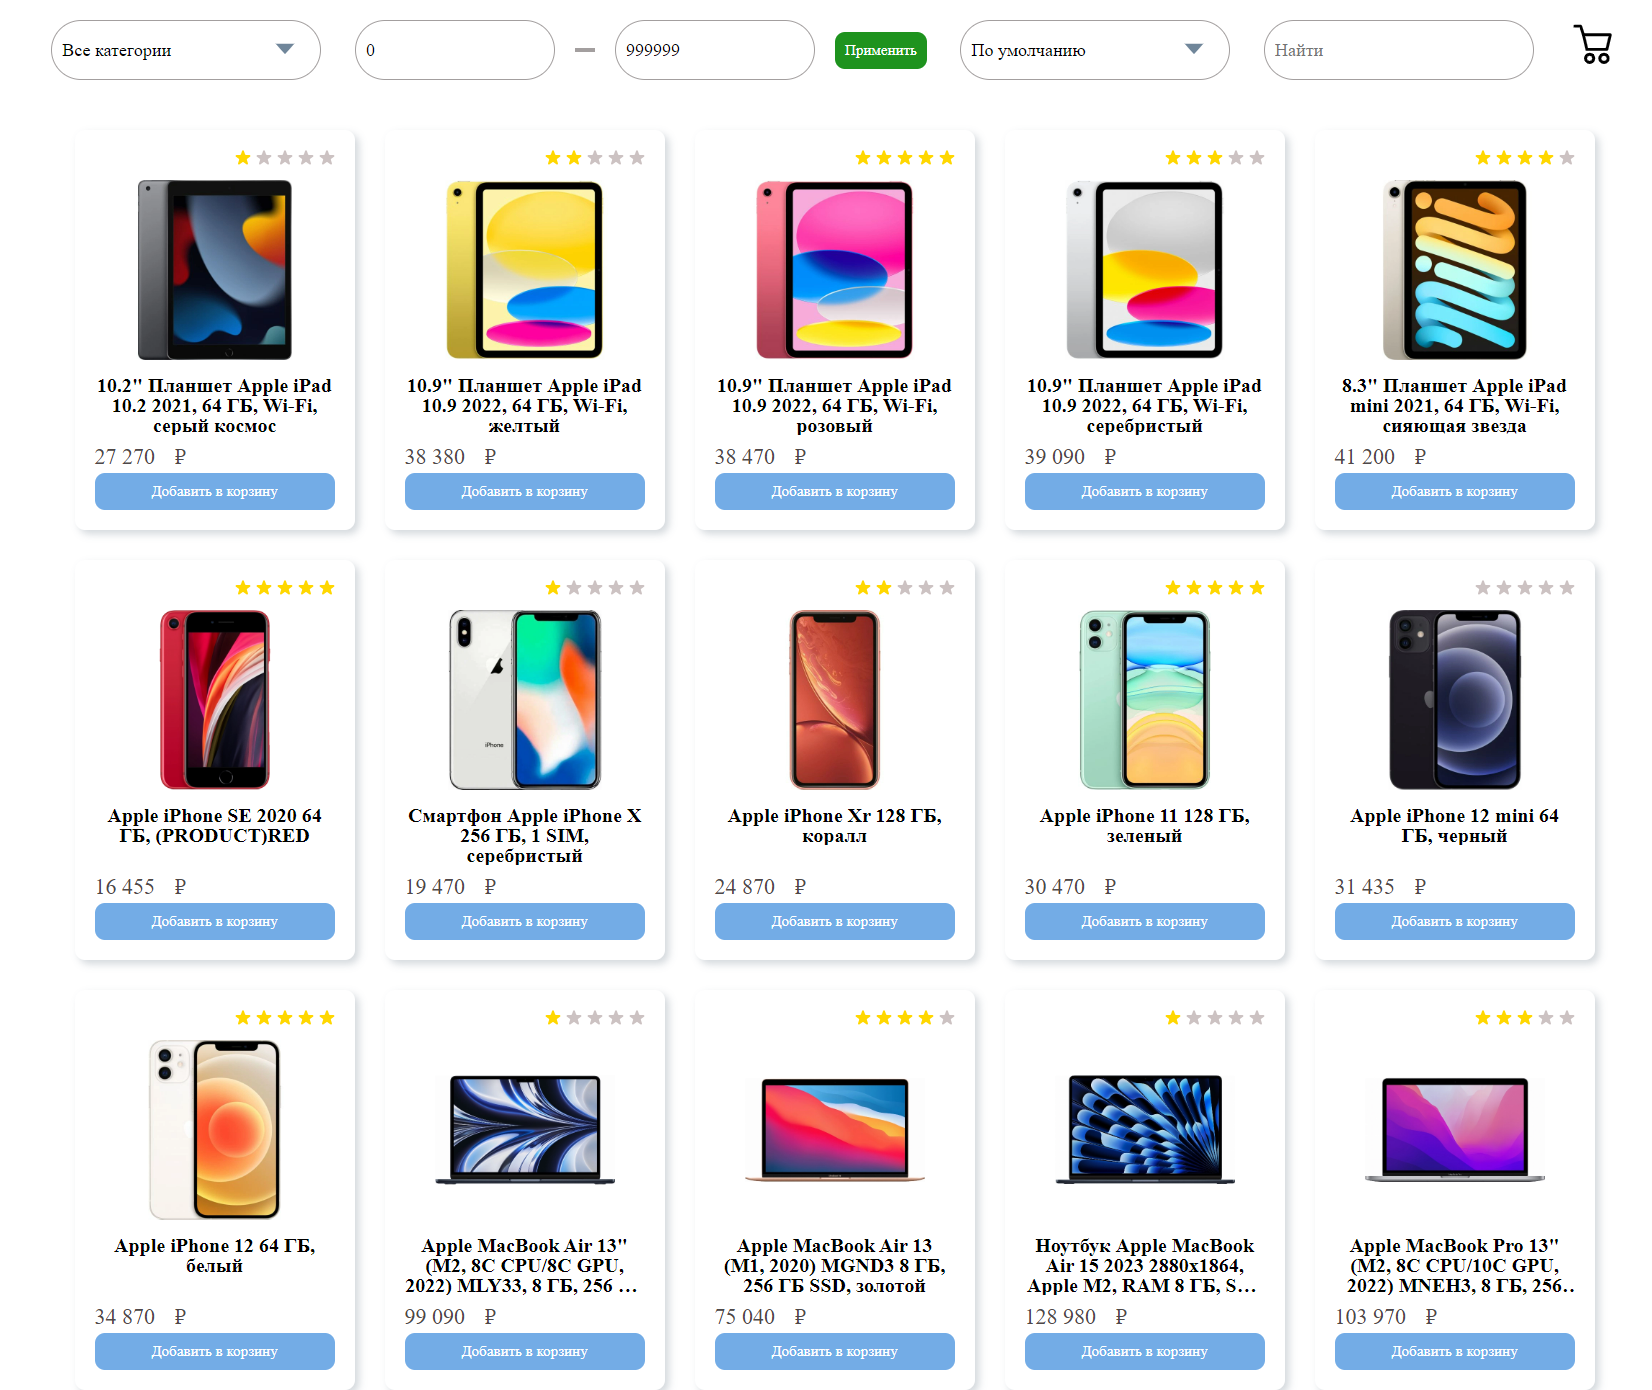 Все категории
0
999999
Применить
По умолчанию
Найти
10.2" Планшет Apple iPad
10.2 2021, 64 ГБ, Wi-Fi,
серый космос
27 270 ₽
Добавить в корзину
10.9" Планшет Apple iPad
10.9 2022, 64 ГБ, Wi-Fi,
желтый
38 380 ₽
Добавить в корзину
10.9" Планшет Apple iPad
10.9 2022, 64 ГБ, Wi-Fi,
розовый
38 470 ₽
Добавить в корзину
10.9" Планшет Apple iPad
10.9 2022, 64 ГБ, Wi-Fi,
серебристый
39 090 ₽
Добавить в корзину
8.3" Планшет Apple iPad
mini 2021, 64 ГБ, Wi-Fi,
сияющая звезда
41 200 ₽
Добавить в корзину
Apple iPhone SE 2020 64
ГБ, (PRODUCT)RED
16 455 ₽
Добавить в корзину
iPhone
Смартфон Apple iPhone X
256 ГБ, 1 SIM,
серебристый
19 470 ₽
Добавить в корзину
Apple iPhone Xr 128 ГБ,
коралл
24 870 ₽
Добавить в корзину
Apple iPhone 11 128 ГБ,
зеленый
30 470 ₽
Добавить в корзину
Apple iPhone 12 mini 64
ГБ, черный
31 435 ₽
Добавить в корзину
Apple iPhone 12 64 ГБ,
белый
34 870 ₽
Добавить в корзину
Apple MacBook Air 13"
(M2, 8C CPU/8C GPU,
2022) MLY33, 8 ГБ, 256 …
99 090 ₽
Добавить в корзину
Apple MacBook Air 13
(M1, 2020) MGND3 8 ГБ,
256 ГБ SSD, золотой
75 040 ₽
Добавить в корзину
Ноутбук Apple MacBook
Air 15 2023 2880x1864,
Apple M2, RAM 8 ГБ, S…
128 980 ₽
Добавить в корзину
Apple MacBook Pro 13"
(M2, 8C CPU/10C GPU,
2022) MNEH3, 8 ГБ, 256…
103 970 ₽
Добавить в корзину